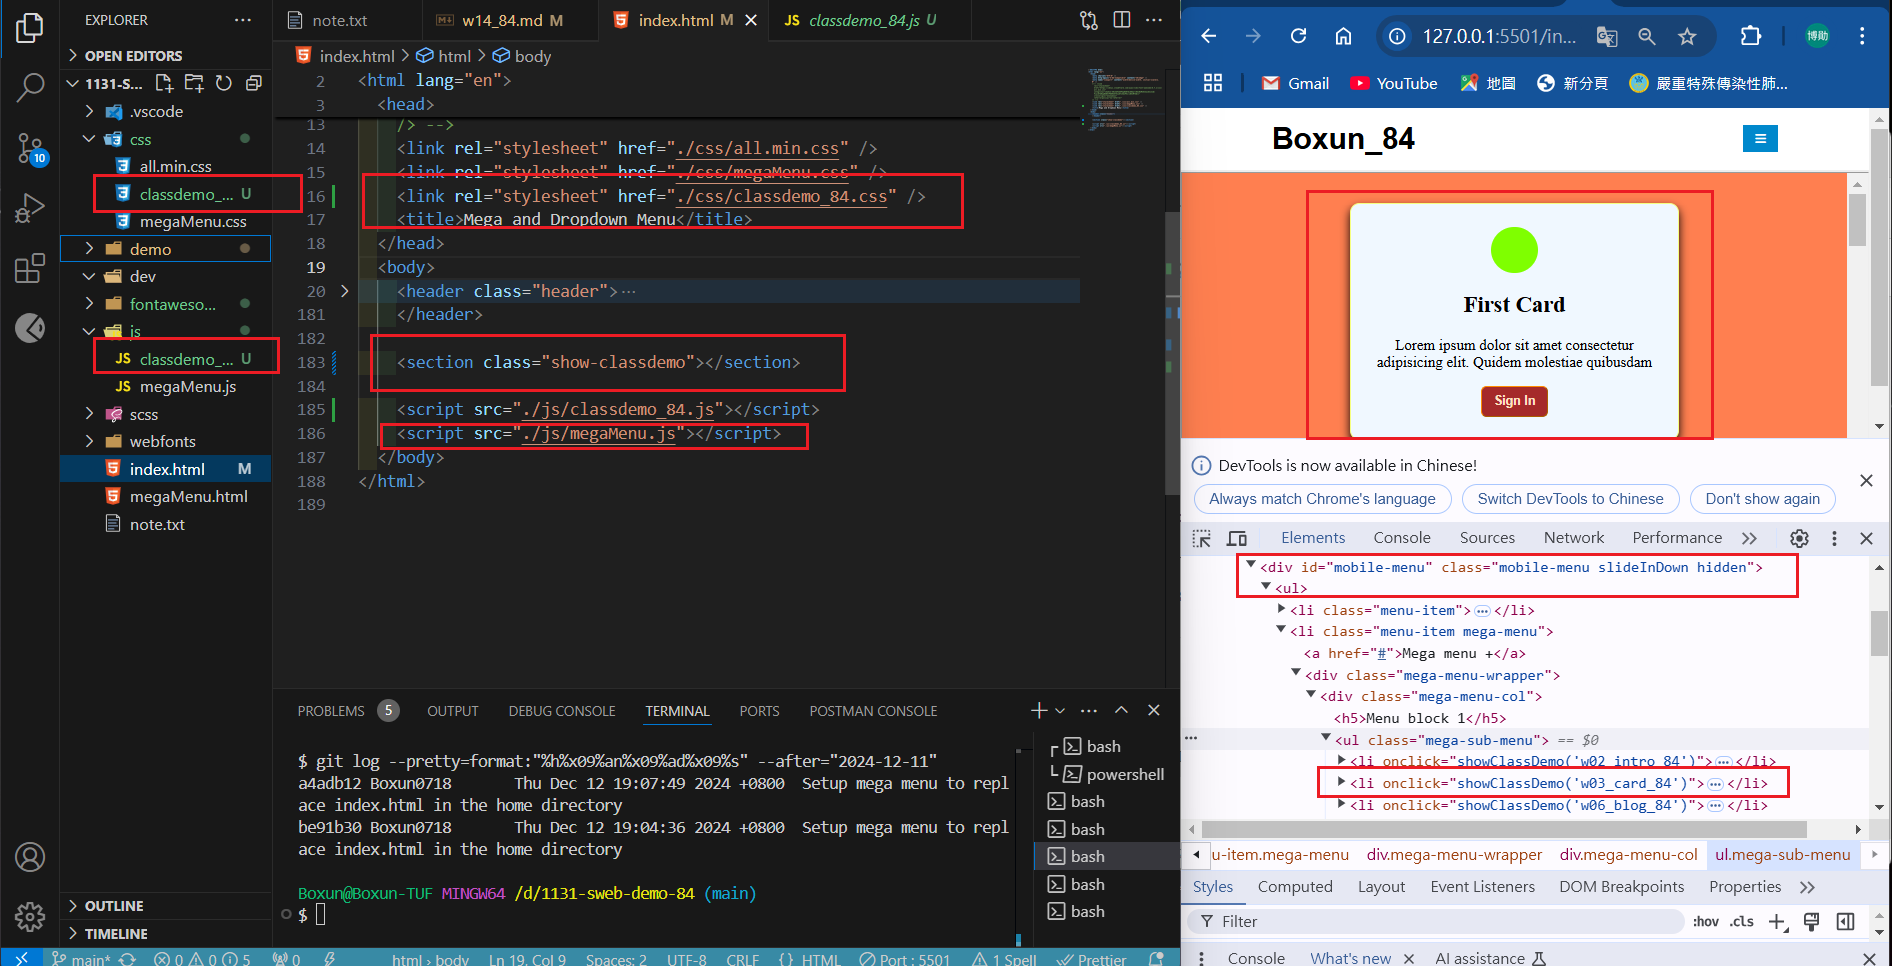 EXPLORER
OPEN EDITORS
1131-S...
.vscode
css
all.min.css
classdemo_... U
megaMenu.css
demo
dev
fontaweso...
js
classdemo_... U
megaMenu.js
scss
webfonts
index.html M
megaMenu.html
note.txt
OUTLINE
TIMELINE
10
note.txt
w14_84.md M
index.html M
classdemo_84.js U
index.html > html > body
2 <html lang="en">
3 <head>
13 /> -->
14 <link rel="stylesheet" href="./css/all.min.css" />
15 <link rel="stylesheet" href="./css/megaMenu.css" />
16 <link rel="stylesheet" href="./css/classdemo_84.css" />
17 <title>Mega and Dropdown Menu</title>
18 </head>
19 <body>
20 <header class="header">...
181 </header>
182
183 <section class="show-classdemo"></section>
184
185 <script src="./js/classdemo_84.js"></script>
186 <script src="./js/megaMenu.js"></script>
187 </body>
188 </html>
189
PROBLEMS 5 OUTPUT DEBUG CONSOLE TERMINAL PORTS POSTMAN CONSOLE
$ git log --pretty=format:"%h%x09%an%x09%ad%x09%s" --after="2024-12-11"
a4adb12 Boxun0718 Thu Dec 12 19:07:49 2024 +0800 Setup mega menu to repl
ace index.html in the home directory
be91b30 Boxun0718 Thu Dec 12 19:04:36 2024 +0800 Setup mega menu to repl
ace index.html in the home directory
Boxun@Boxun-TUF MINGW64 /d/1131-sweb-demo-84 (main)
$
bash
powershell
bash
bash
bash
bash
bash
main* 0 0 5 0 html > body Ln 19, Col 9 Spaces: 2 UTF-8 CRLF {} HTML Port : 5501 1 Spell Prettier
127.0.0.1:5501/in...
博勛
Gmail YouTube 地圖 新分頁 嚴重特殊傳染性肺...
Boxun_84
First Card
Lorem ipsum dolor sit amet consectetur
adipisicing elit. Quidem molestiae quibusdam
Sign In
DevTools is now available in Chinese!
Always match Chrome's language
Switch DevTools to Chinese
Don't show again
Elements Console Sources Network Performance
<div id="mobile-menu" class="mobile-menu slideInDown hidden">
<ul>
<li class="menu-item">...</li>
<li class="menu-item mega-menu">
<a href="#">Mega menu +</a>
<div class="mega-menu-wrapper">
<div class="mega-menu-col">
<h5>Menu block 1</h5>
<ul class="mega-sub-menu"> == $0
<li onclick="showClassDemo('w02_intro_84')">...</li>
<li onclick="showClassDemo('w03_card_84')">...</li>
<li onclick="showClassDemo('w06_blog_84')">...</li>
u-item.mega-menu div.mega-menu-wrapper div.mega-menu-col ul.mega-sub-menu
Styles Computed Layout Event Listeners DOM Breakpoints Properties
Filter :hov .cls
Console What's new AI assistance